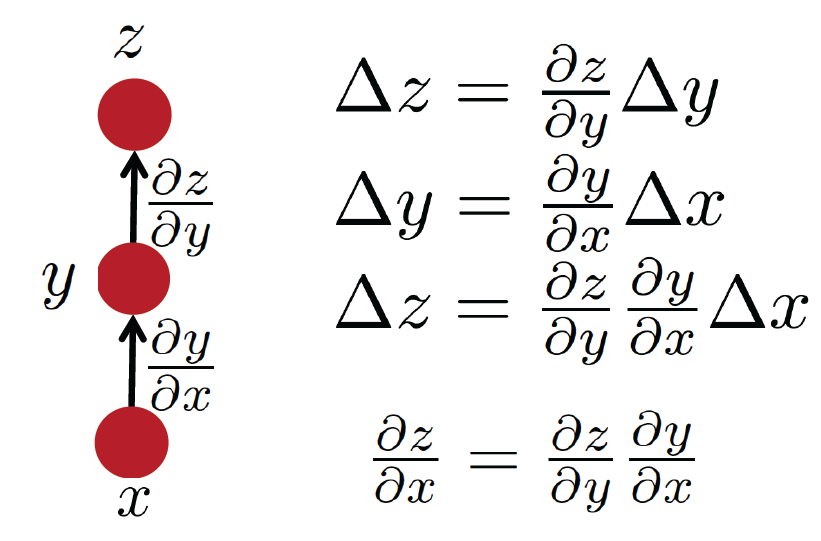 z
∂z/∂y
y
∂y/∂x
x
Δz = ∂z/∂y Δy
Δy = ∂y/∂x Δx
Δz = ∂z/∂y ∂y/∂x Δx
∂z/∂x = ∂z/∂y ∂y/∂x